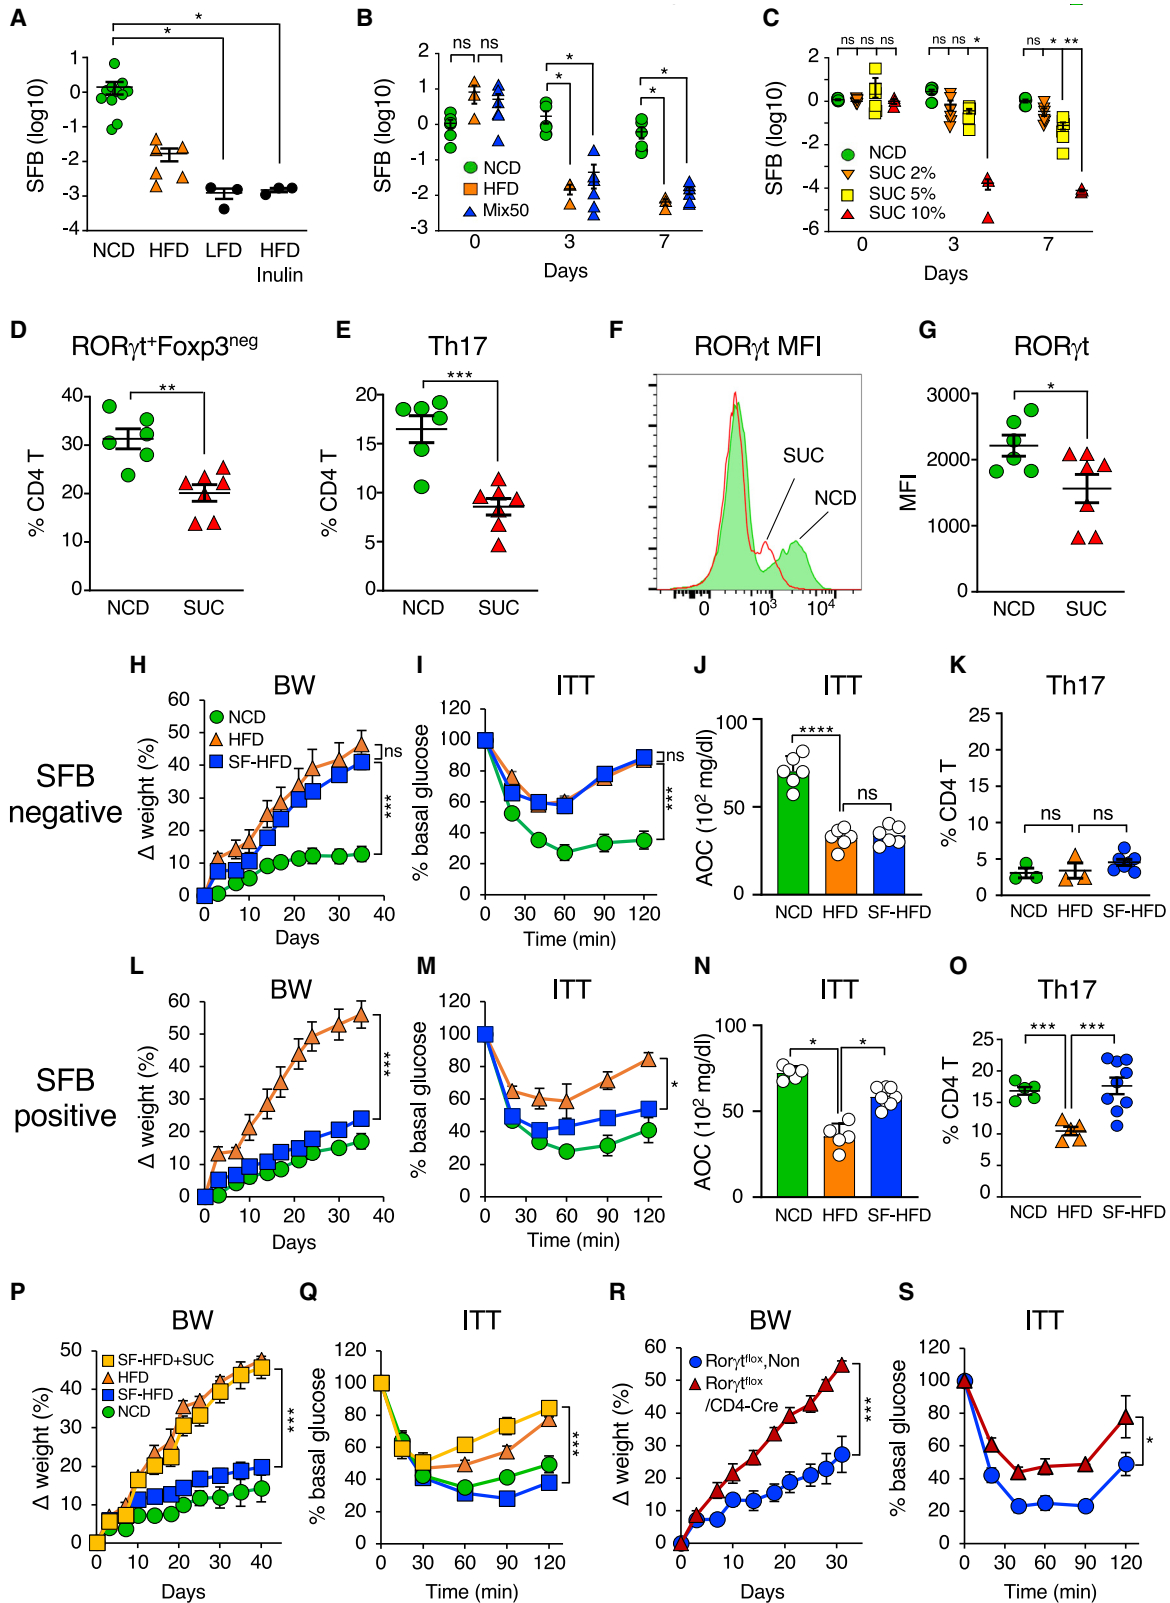 A
SFB (log10)
2
1
0
-1
-2
-3
-4
*
*
NCD HFD LFD HFD
Inulin
B
SFB (log10)
2
1
0
-1
-2
-3
ns ns
*
*
*
*
NCD
HFD
Mix50
0 3 7
Days
C
SFB (log10)
2
0
-2
-4
-6
ns ns ns
ns ns *
ns * **
NCD
SUC 2%
SUC 5%
SUC 10%
0 3 7
Days
D
RORγt+Foxp3neg
% CD4 T
40
30
20
10
0
**
NCD SUC
E
Th17
% CD4 T
20
15
10
5
0
***
NCD SUC
F
RORγt MFI
SUC
NCD
0 10³ 10⁴
G
RORγt
MFI
3000
2000
1000
0
*
NCD SUC
SFB
negative
H
BW
Δ weight (%)
60
50
40
30
20
10
0
NCD
HFD
SF-HFD
ns
***
0 10 20 30 40
Days
I
ITT
% basal glucose
120
100
80
60
40
20
0
ns
***
0 30 60 90 120
Time (min)
J
ITT
AOC (10² mg/dl)
100
50
0
****
ns
NCD HFD SF-HFD
K
Th17
% CD4 T
25
20
15
10
5
0
ns ns
NCD HFD SF-HFD
SFB
positive
L
BW
Δ weight (%)
60
50
40
30
20
10
0
***
0 10 20 30 40
Days
M
ITT
% basal glucose
120
100
80
60
40
20
0
*
0 30 60 90 120
Time (min)
N
ITT
AOC (10² mg/dl)
100
50
0
* *
NCD HFD SF-HFD
O
Th17
% CD4 T
25
20
15
10
5
0
*** ***
NCD HFD SF-HFD
P
BW
Δ weight (%)
50
40
30
20
10
0
SF-HFD+SUC
HFD
SF-HFD
NCD
***
0 10 20 30 40
Days
Q
ITT
% basal glucose
120
100
80
60
40
20
0
***
0 30 60 90 120
Time (min)
R
BW
Δ weight (%)
60
50
40
30
20
10
0
Rorγtflox,Non
Rorγtflox
/CD4-Cre
***
0 10 20 30
Days
S
ITT
% basal glucose
120
100
80
60
40
20
0
*
0 30 60 90 120
Time (min)